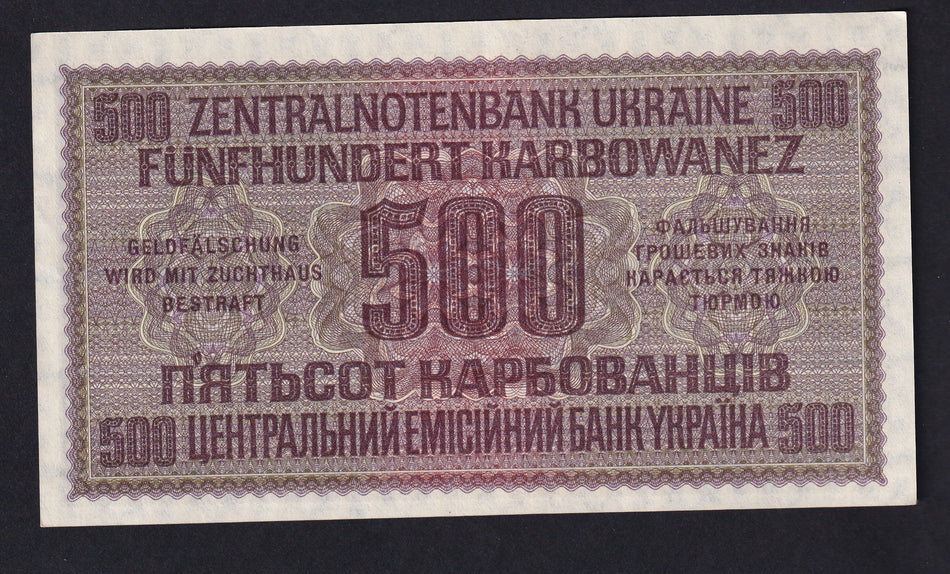 500 ZENTRALNOTENBANK UKRAINE 500
FÜNFHUNDERT KARBOWANEZ
GELDFÄLSCHUNG
WIRD MIT ZUCHTHAUS
BESTRAFT
500
ФАЛЬШУВАННЯ
ГРОШЕВИХ ЗНАКІВ
КАРАЄТЬСЯ ТЯЖКОЮ
ТЮРМОЮ
П'ЯТЬСОТ КАРБОВАНЦІВ
500 ЦЕНТРАЛЬНИЙ ЕМІСІЙНИЙ БАНК УКРАЇНА 500